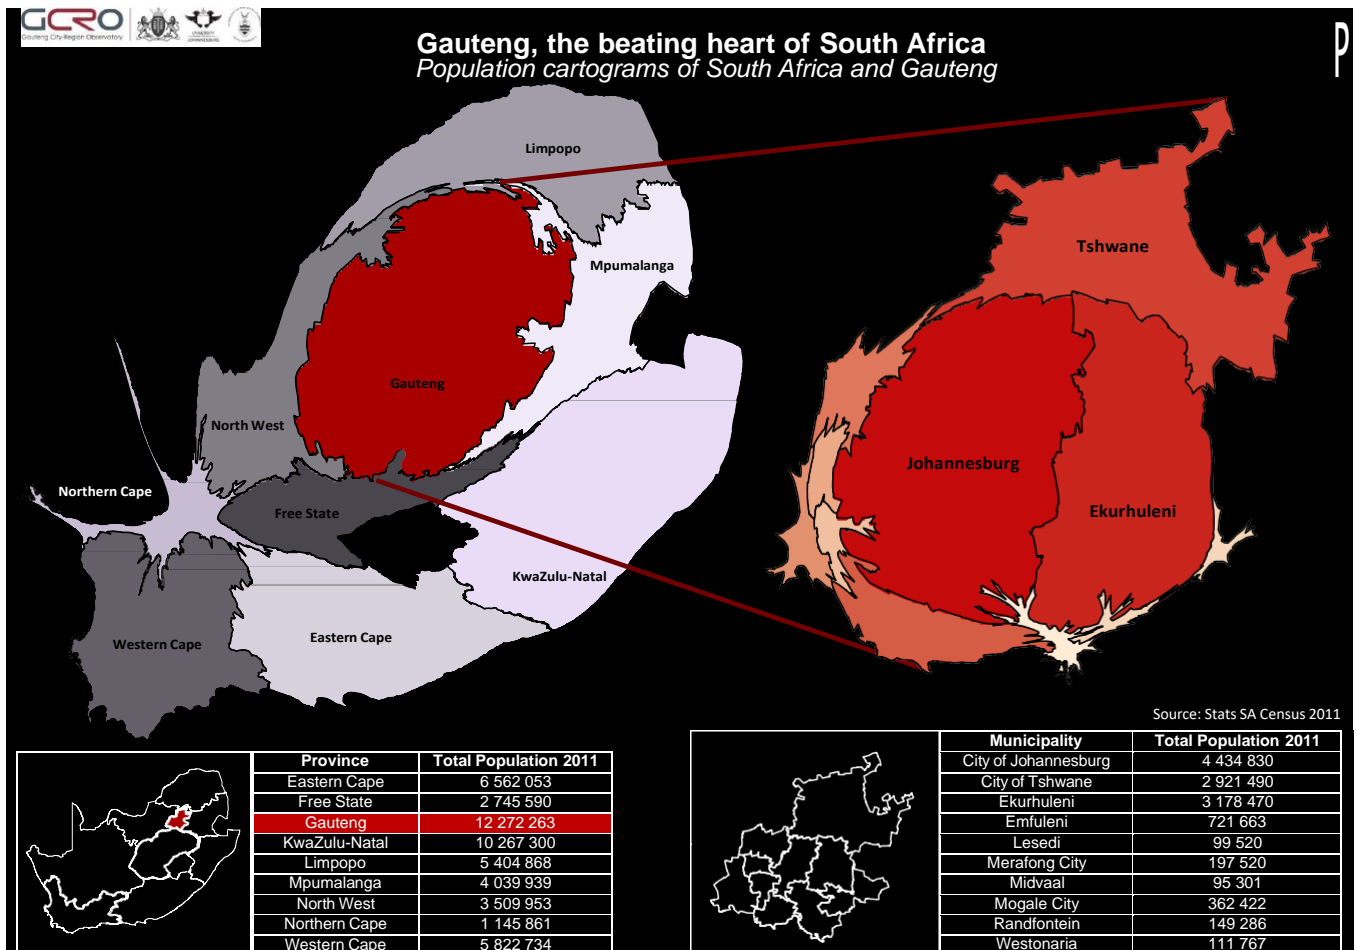 GCRO
Gauteng City-Region Observatory
UNIVERSITY
JOHANNESBURG
P
Gauteng, the beating heart of South Africa
Population cartograms of South Africa and Gauteng
Limpopo
Mpumalanga
Gauteng
North West
Northern Cape
Free State
KwaZulu-Natal
Eastern Cape
Western Cape
Tshwane
Johannesburg
Ekurhuleni
Source: Stats SA Census 2011
Province Total Population 2011
Eastern Cape 6 562 053
Free State 2 745 590
Gauteng 12 272 263
KwaZulu-Natal 10 267 300
Limpopo 5 404 868
Mpumalanga 4 039 939
North West 3 509 953
Northern Cape 1 145 861
Western Cape 5 822 734
Municipality Total Population 2011
City of Johannesburg 4 434 830
City of Tshwane 2 921 490
Ekurhuleni 3 178 470
Emfuleni 721 663
Lesedi 99 520
Merafong City 197 520
Midvaal 95 301
Mogale City 362 422
Randfontein 149 286
Westonaria 111 767